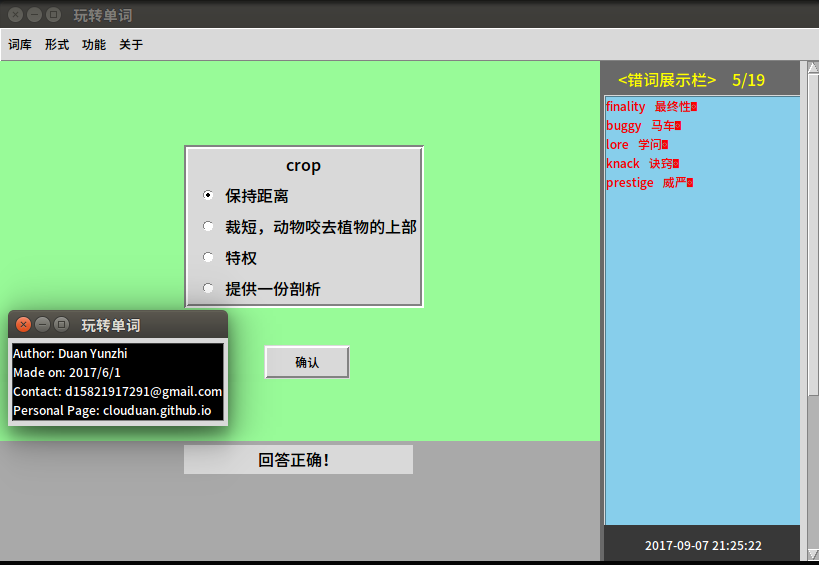 玩转单词
词库 形式 功能 关于
<错词展示栏> 5/19
finality 最终性
buggy 马车
lore 学问
knack 诀窍
prestige 威严
crop
保持距离
裁短，动物咬去植物的上部
特权
提供一份剖析
确认
玩转单词
Author: Duan Yunzhi
Made on: 2017/6/1
Contact: d15821917291@gmail.com
Personal Page: clouduan.github.io
回答正确！
2017-09-07 21:25:22